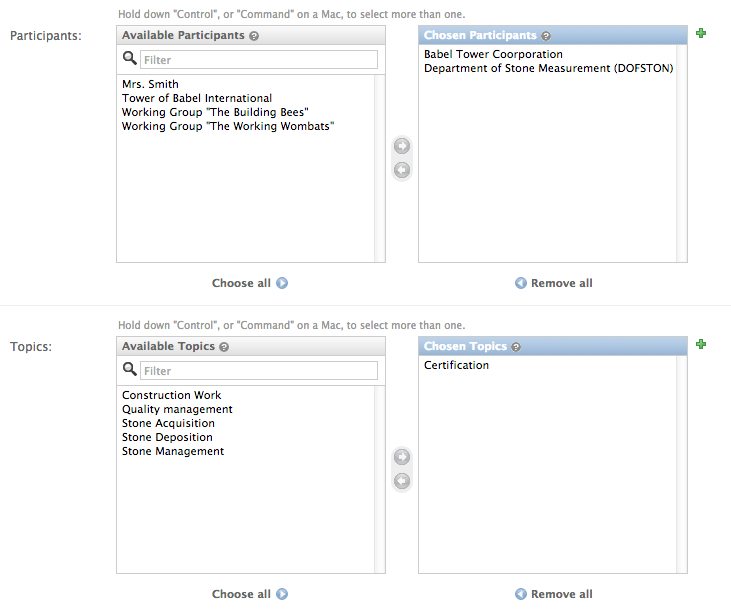 Hold down "Control", or "Command" on a Mac, to select more than one.
Participants:
Available Participants ?
Chosen Participants ?
Filter
Mrs. Smith
Tower of Babel International
Working Group "The Building Bees"
Working Group "The Working Wombats"
Babel Tower Coorporation
Department of Stone Measurement (DOFSTON)
Choose all
Remove all
Hold down "Control", or "Command" on a Mac, to select more than one.
Topics:
Available Topics ?
Chosen Topics ?
Filter
Construction Work
Quality management
Stone Acquisition
Stone Deposition
Stone Management
Certification
Choose all
Remove all